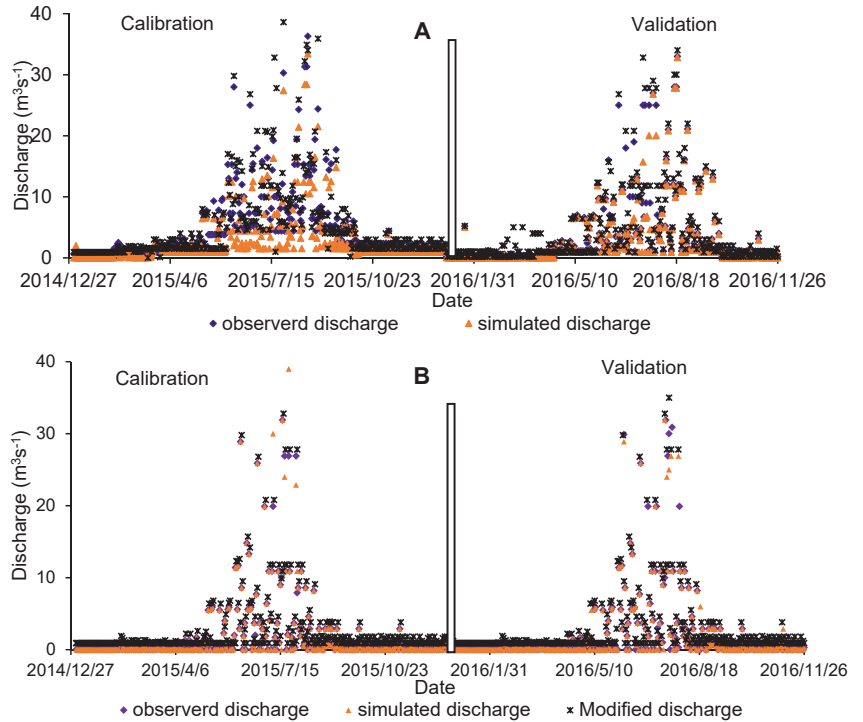 Calibration
A
Validation
40
30
20
10
0
Discharge (m³s⁻¹)
2014/12/27 2015/4/6 2015/7/15 2015/10/23 2016/1/31 2016/5/10 2016/8/18 2016/11/26
Date
observerd discharge simulated discharge
Calibration
B
Validation
40
30
20
10
0
Discharge (m³s⁻¹)
2014/12/27 2015/4/6 2015/7/15 2015/10/23 2016/1/31 2016/5/10 2016/8/18 2016/11/26
Date
observerd discharge simulated discharge Modified discharge